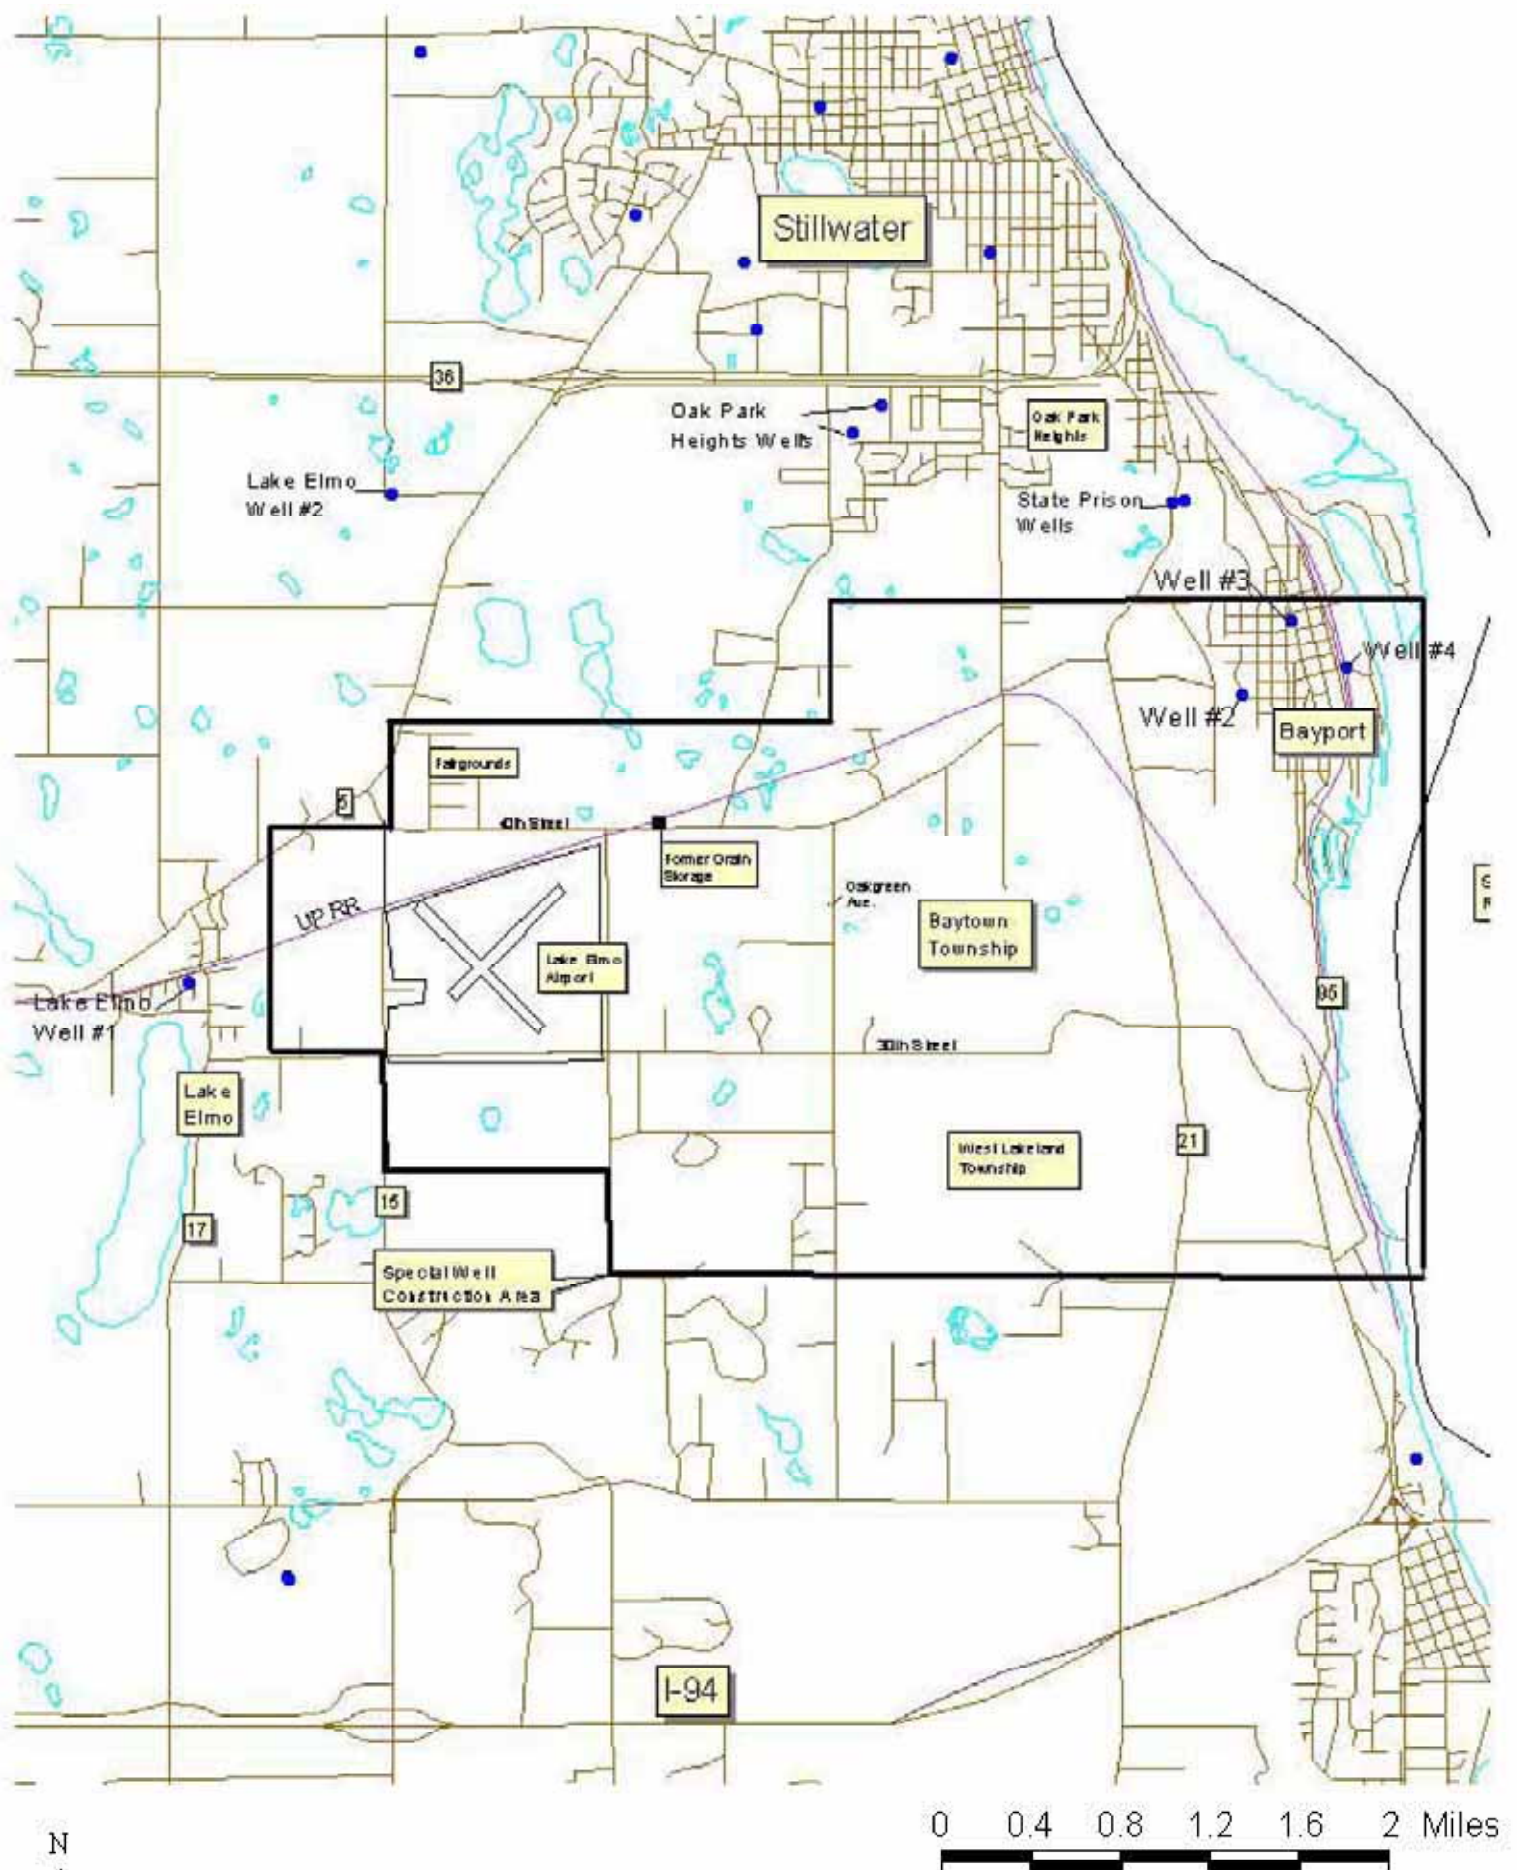 Stillwater
36
Oak Park
Heights Wells
Oak Park
Heights
Lake Elmo
Well #2
State Prison
Wells
Well #3
Well #4
Well #2
Bayport
Fairgrounds
5
40th Street
Former Grain
Storage
Oakgreen
Ave.
UP RR
Baytown
Township
Lake Elmo
Airport
95
Lake Elmo
Well #1
30th Street
Lake
Elmo
West Lakeland
Township
21
15
17
Special Well
Construction Area
I-94
0 0.4 0.8 1.2 1.6 2 Miles
N